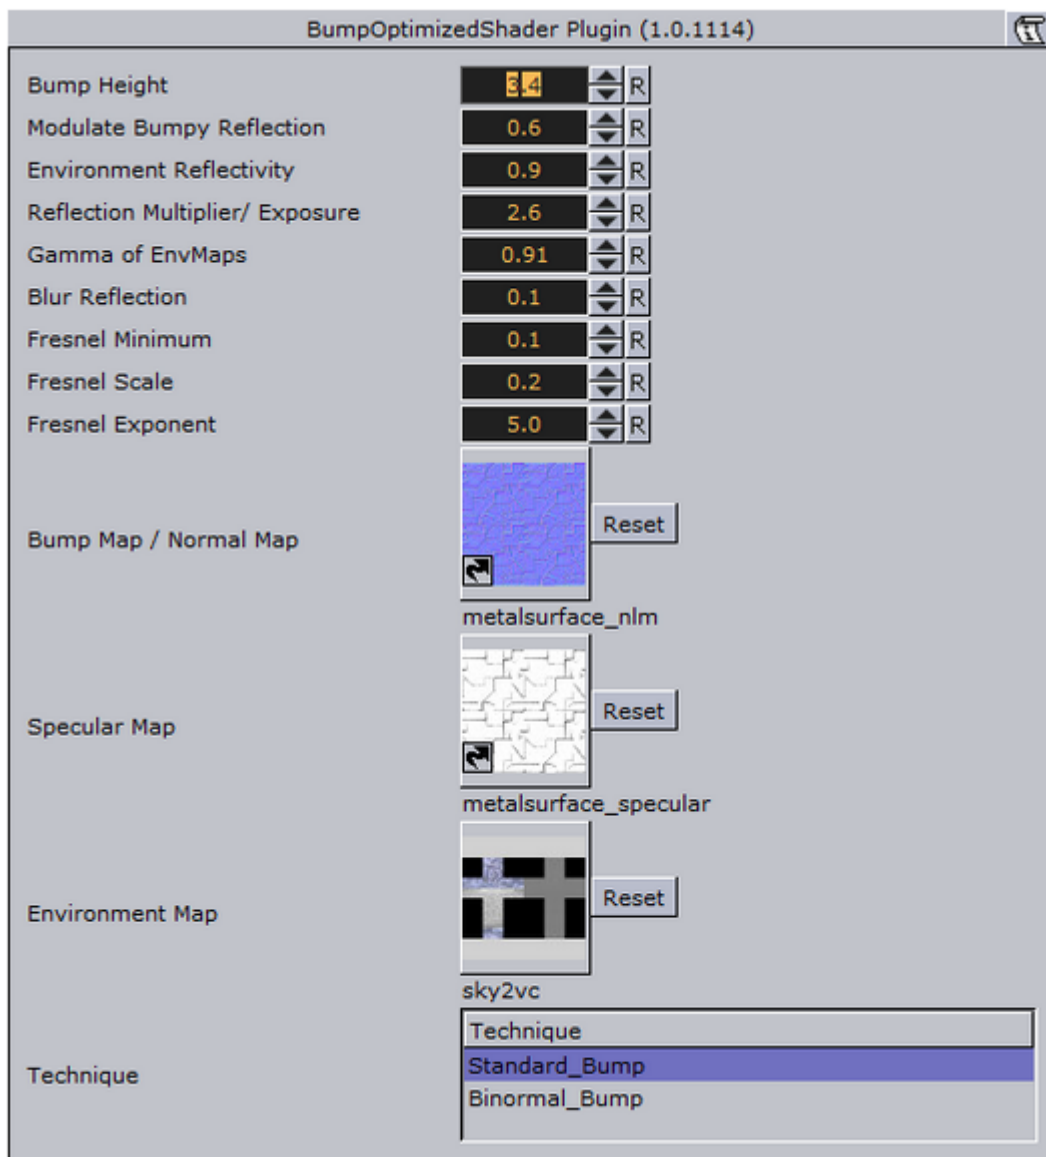 BumpOptimizedShader Plugin (1.0.1114)
Bump Height 3.4 R
Modulate Bumpy Reflection 0.6 R
Environment Reflectivity 0.9 R
Reflection Multiplier/ Exposure 2.6 R
Gamma of EnvMaps 0.91 R
Blur Reflection 0.1 R
Fresnel Minimum 0.1 R
Fresnel Scale 0.2 R
Fresnel Exponent 5.0 R
Bump Map / Normal Map Reset
metalsurface_nlm
Specular Map Reset
metalsurface_specular
Environment Map Reset
sky2vc
Technique
Technique
Standard_Bump
Binormal_Bump